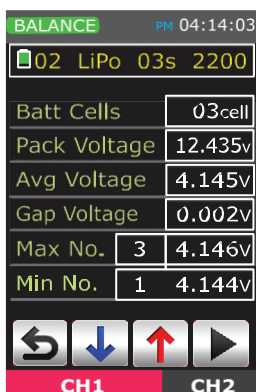 BALANCE PM 04:14:03
02 LiPo 03s 2200
Batt Cells 03cell
Pack Voltage 12.435v
Avg Voltage 4.145v
Gap Voltage 0.002v
Max No. 3 4.146v
Min No. 1 4.144v
CH1 CH2